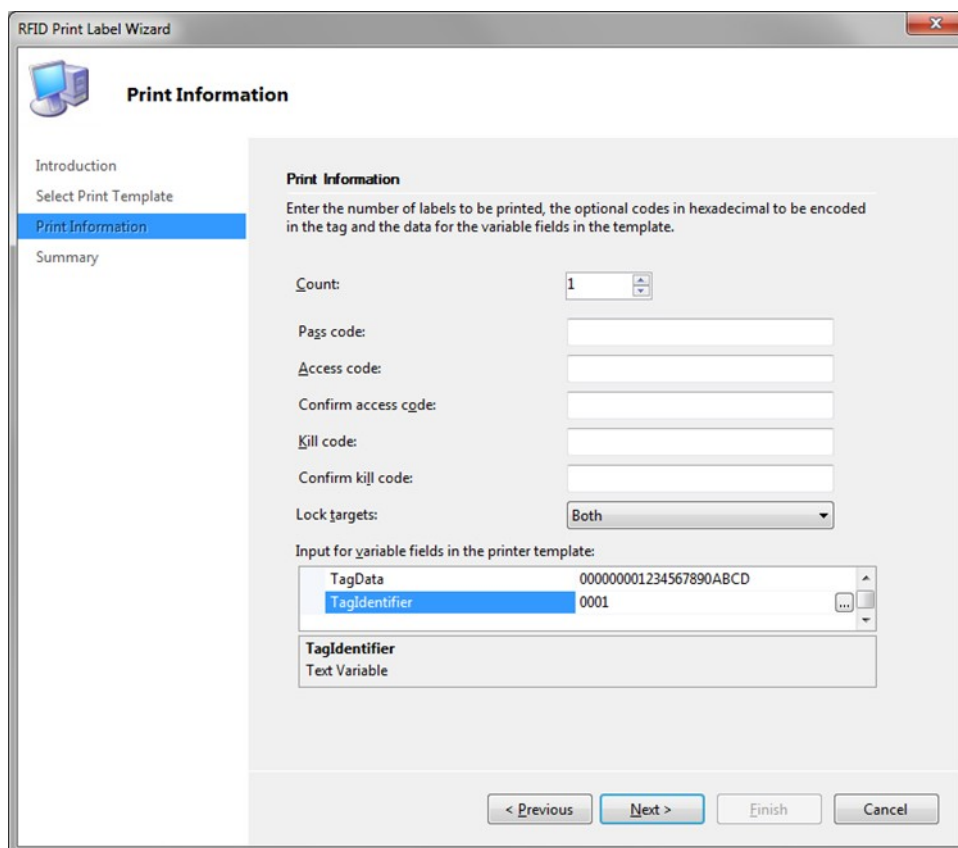 RFID Print Label Wizard
Print Information
Introduction
Select Print Template
Print Information
Summary
Print Information
Enter the number of labels to be printed, the optional codes in hexadecimal to be encoded
in the tag and the data for the variable fields in the template.
Count: 1
Pass code:
Access code:
Confirm access code:
Kill code:
Confirm kill code:
Lock targets: Both
Input for variable fields in the printer template:
TagData 000000001234567890ABCD
TagIdentifier 0001 ...
TagIdentifier
Text Variable
< Previous Next > Finish Cancel